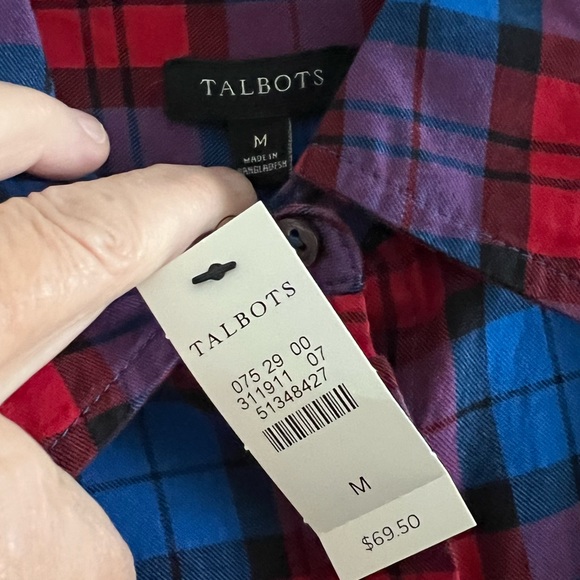 TALBOTS
M
MADE IN
BANGLADESH
TALBOTS
075 29 00
311911 07
51348427
M
$69.50